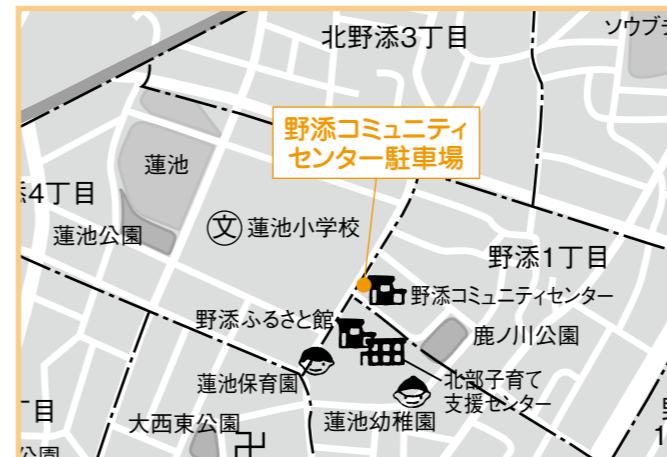 北野添3丁目
ソウブ
野添コミュニティ
センター駐車場
蓮池
4丁目
蓮池公園
文
蓮池小学校
野添1丁目
野添コミュニティセンター
野添ふるさと館
鹿ノ川公園
蓮池保育園
北部子育て
支援センター
丁目
大西東公園
蓮池幼稚園
公園
1